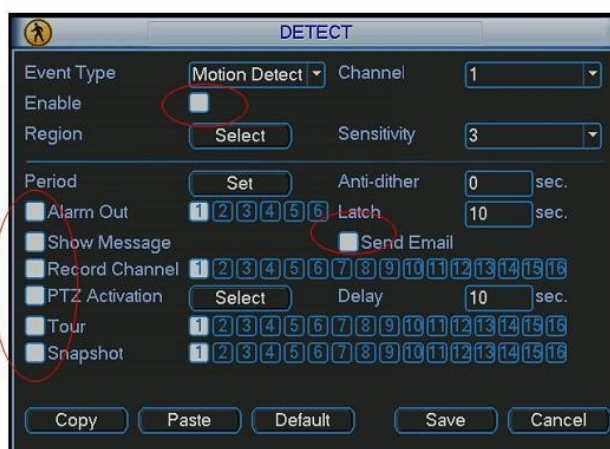 DETECT
Event Type Motion Detect Channel 1
Enable
Region Select Sensitivity 3
Period Set Anti-dither 0 sec.
Alarm Out 1 2 3 4 5 6 Latch 10 sec.
Show Message Send Email
Record Channel 1 2 3 4 5 6 7 8 9 10 11 12 13 14 15 16
PTZ Activation Select Delay 10 sec.
Tour 1 2 3 4 5 6 7 8 9 10 11 12 13 14 15 16
Snapshot 1 2 3 4 5 6 7 8 9 10 11 12 13 14 15 16
Copy Paste Default Save Cancel